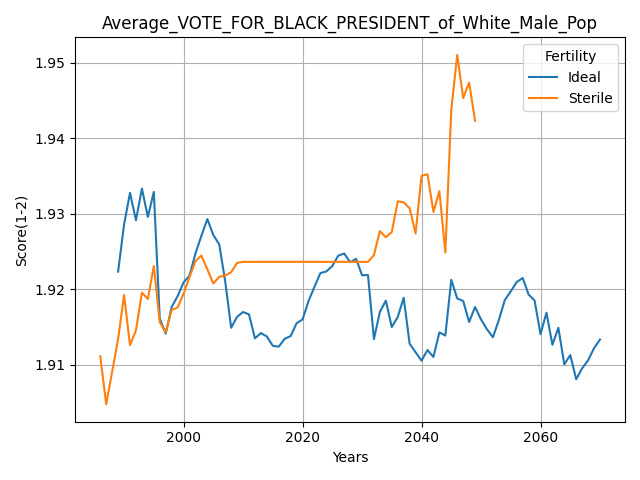 Average_VOTE_FOR_BLACK_PRESIDENT_of_White_Male_Pop
Fertility
Ideal
Sterile
1.95
1.94
1.93
1.92
1.91
Score(1-2)
2000
2020
2040
2060
Years